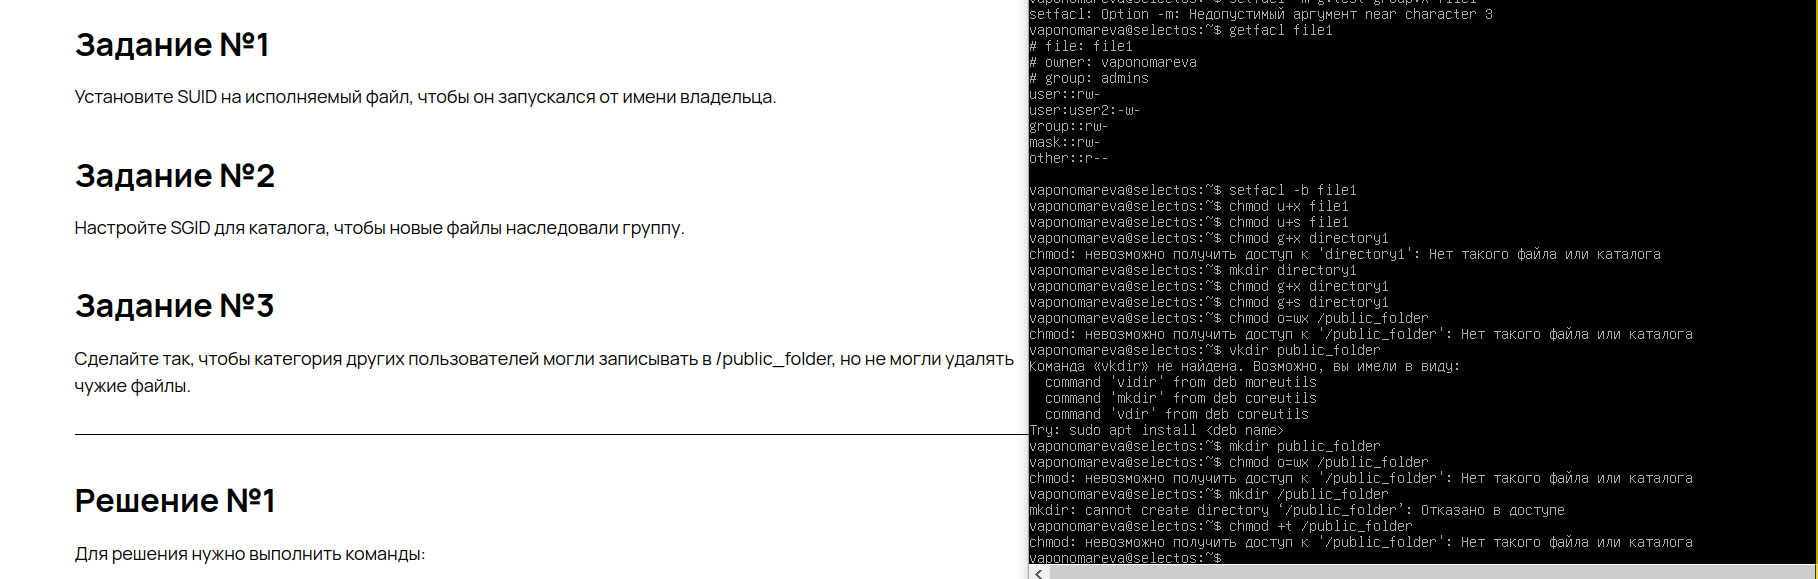 Задание №1
Установите SUID на исполняемый файл, чтобы он запускался от имени владельца.
Задание №2
Настройте SGID для каталога, чтобы новые файлы наследовали группу.
Задание №3
Сделайте так, чтобы категория других пользователей могли записывать в /public_folder, но не могли удалять
чужие файлы.
Решение №1
Для решения нужно выполнить команды:
setfacl: Option -m: Недопустимый аргумент near character 3
vaponomareva@selectos:~$ getfacl file1
# file: file1
# owner: vaponomareva
# group: admins
user::rw-
user:user2:-w-
group::rw-
mask::rw-
other::r--
vaponomareva@selectos:~$ setfacl -b file1
vaponomareva@selectos:~$ chmod u+x file1
vaponomareva@selectos:~$ chmod u+s file1
vaponomareva@selectos:~$ chmod g+x directory1
chmod: невозможно получить доступ к 'directory1': Нет такого файла или каталога
vaponomareva@selectos:~$ mkdir directory1
vaponomareva@selectos:~$ chmod g+x directory1
vaponomareva@selectos:~$ chmod g+s directory1
vaponomareva@selectos:~$ chmod o=wx /public_folder
chmod: невозможно получить доступ к '/public_folder': Нет такого файла или каталога
vaponomareva@selectos:~$ vkdir public_folder
Команда «vkdir» не найдена. Возможно, вы имели в виду:
command 'vidir' from deb moreutils
command 'mkdir' from deb coreutils
command 'vdir' from deb coreutils
Try: sudo apt install <deb name>
vaponomareva@selectos:~$ mkdir public_folder
vaponomareva@selectos:~$ chmod o=wx /public_folder
chmod: невозможно получить доступ к '/public_folder': Нет такого файла или каталога
vaponomareva@selectos:~$ mkdir /public_folder
mkdir: cannot create directory ‘/public_folder’: Отказано в доступе
vaponomareva@selectos:~$ chmod +t /public_folder
chmod: невозможно получить доступ к '/public_folder': Нет такого файла или каталога
vaponomareva@selectos:~$